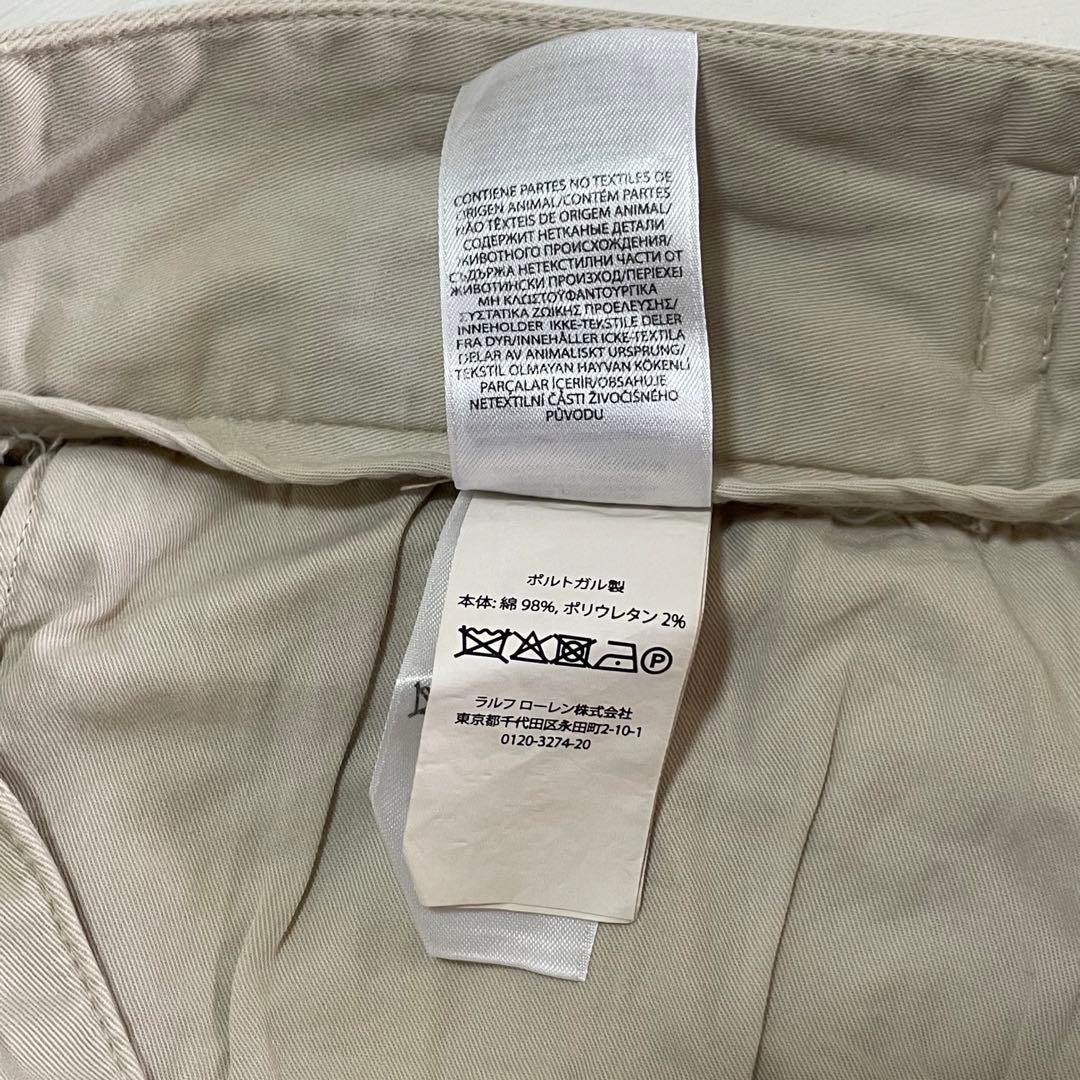 CONTIENE PARTES NO TEXTILES DE
ORIGEN ANIMAL/CONTÉM PARTES
NÃO TÊXTEIS DE ORIGEM ANIMAL/
СОДЕРЖИТ НЕТКАНЫЕ ДЕТАЛИ
ЖИВОТНОГО ПРОИСХОЖДЕНИЯ/
СЪДЪРЖА НЕТЕКСТИЛНИ ЧАСТИ ОТ
ЖИВОТИНСКИ ПРОИЗХОД/ΠΕΡΙΕΧΕΙ
ΜΗ ΚΛΩΣΤΟΫΦΑΝΤΟΥΡΓΙΚΑ
ΣΥΣΤΑΤΙΚΑ ΖΩΙΚΗΣ ΠΡΟΕΛΕΥΣΗΣ/
INNEHOLDER IKKE-TEKSTILE DELER
FRA DYR/INNEHÅLLER ICKE-TEXTILA
DELAR AV ANIMALISKT URSPRUNG/
TEKSTİL OLMAYAN HAYVAN KÖKENLİ
PARÇALAR İÇERİR/OBSAHUJE
NETEXTILNÍ ČÁSTI ŽIVOČIŠNÉHO
PŮVODU
ポルトガル製
本体: 綿 98%, ポリウレタン 2%
P
ラルフ ローレン株式会社
東京都千代田区永田町2-10-1
0120-3274-20